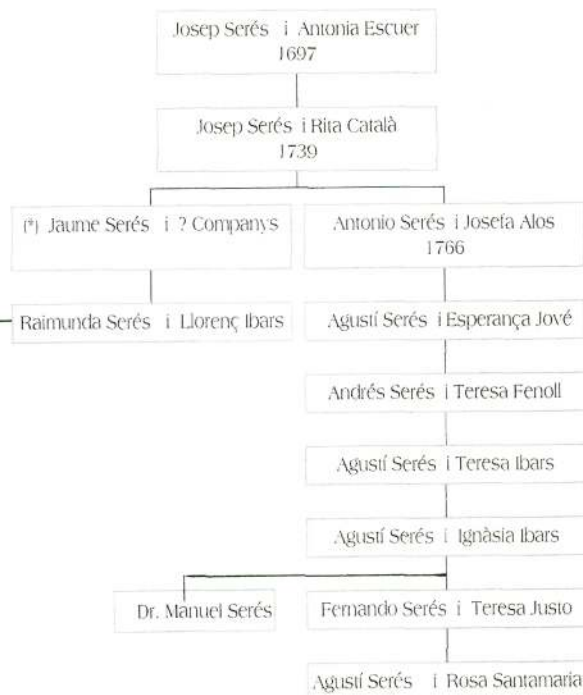 Josep Serés i Antonia Escuer
1697
Josep Serés i Rita Català
1739
(*) Jaume Serés i ? Companys
Antonio Serés i Josefa Alos
1766
Raimunda Serés i Llorenç Ibars
Agustí Serés i Esperança Jové
Andrés Serés i Teresa Fenoll
Agustí Serés i Teresa Ibars
Agustí Serés i Ignàsia Ibars
Dr. Manuel Serés
Fernando Serés i Teresa Justo
Agustí Serés i Rosa Santamaria